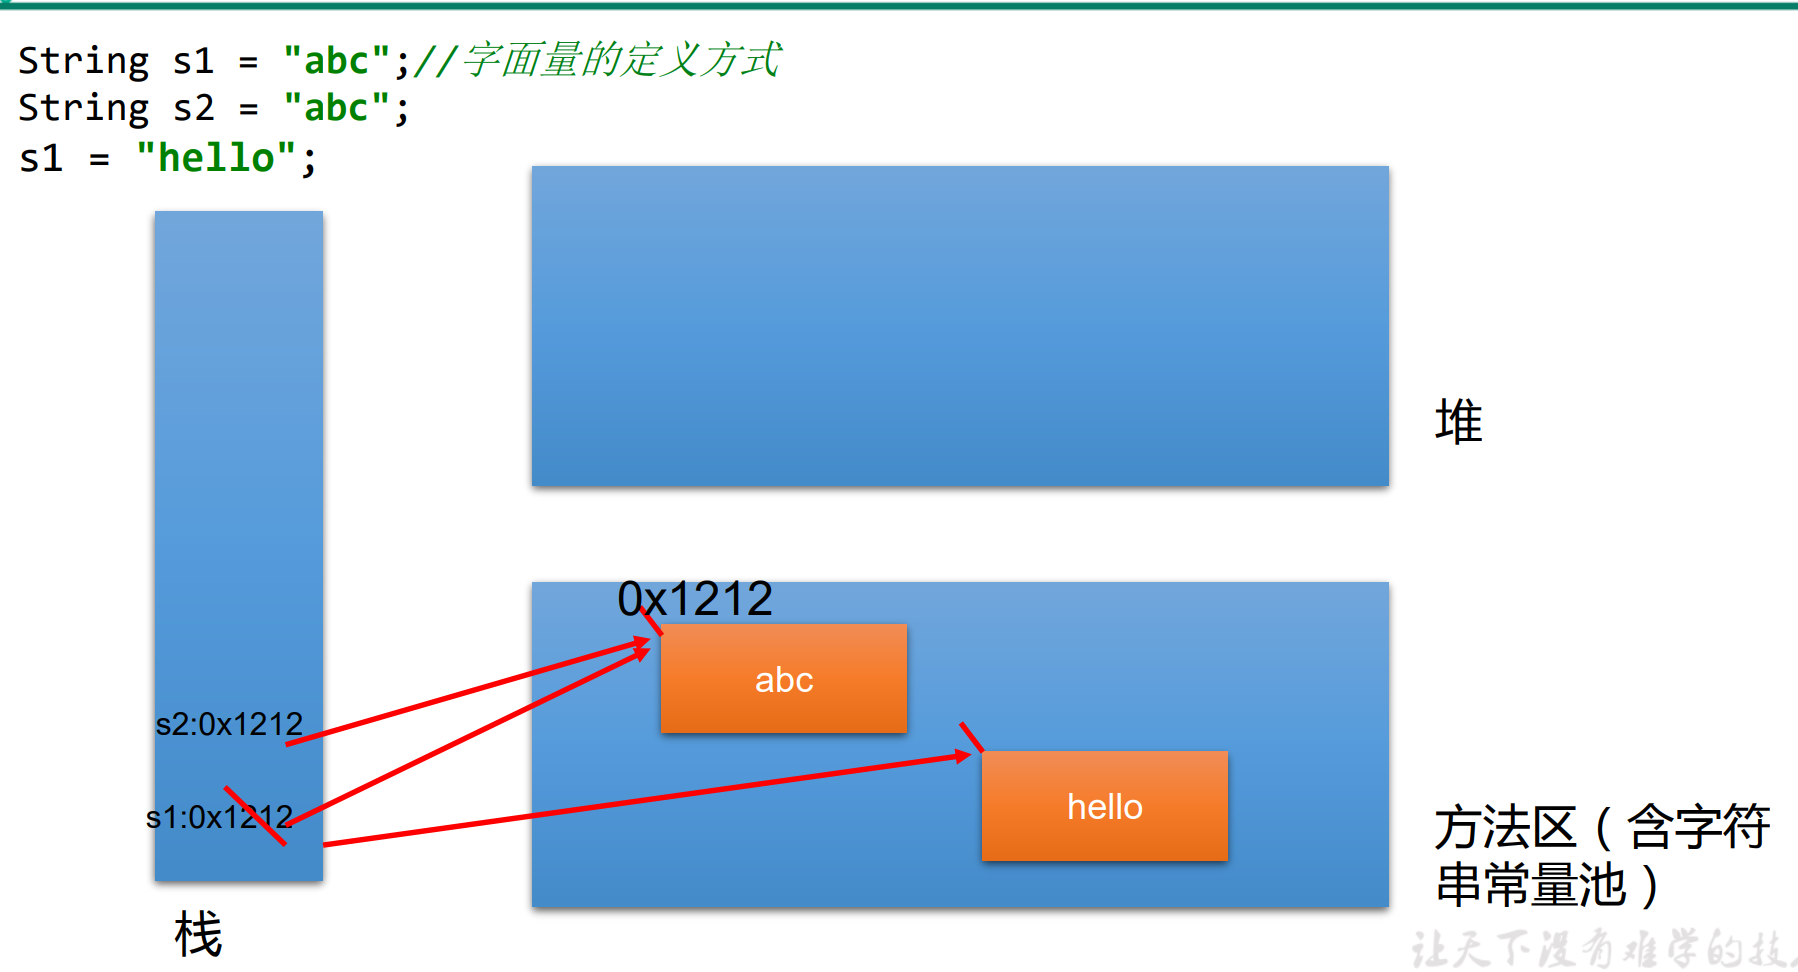 String s1 = "abc";//字面量的定义方式
String s2 = "abc";
s1 = "hello";
堆
0x1212
abc
s2:0x1212
hello
s1:0x1212
方法区（含字符
串常量池）
栈
让天下没有难学的技